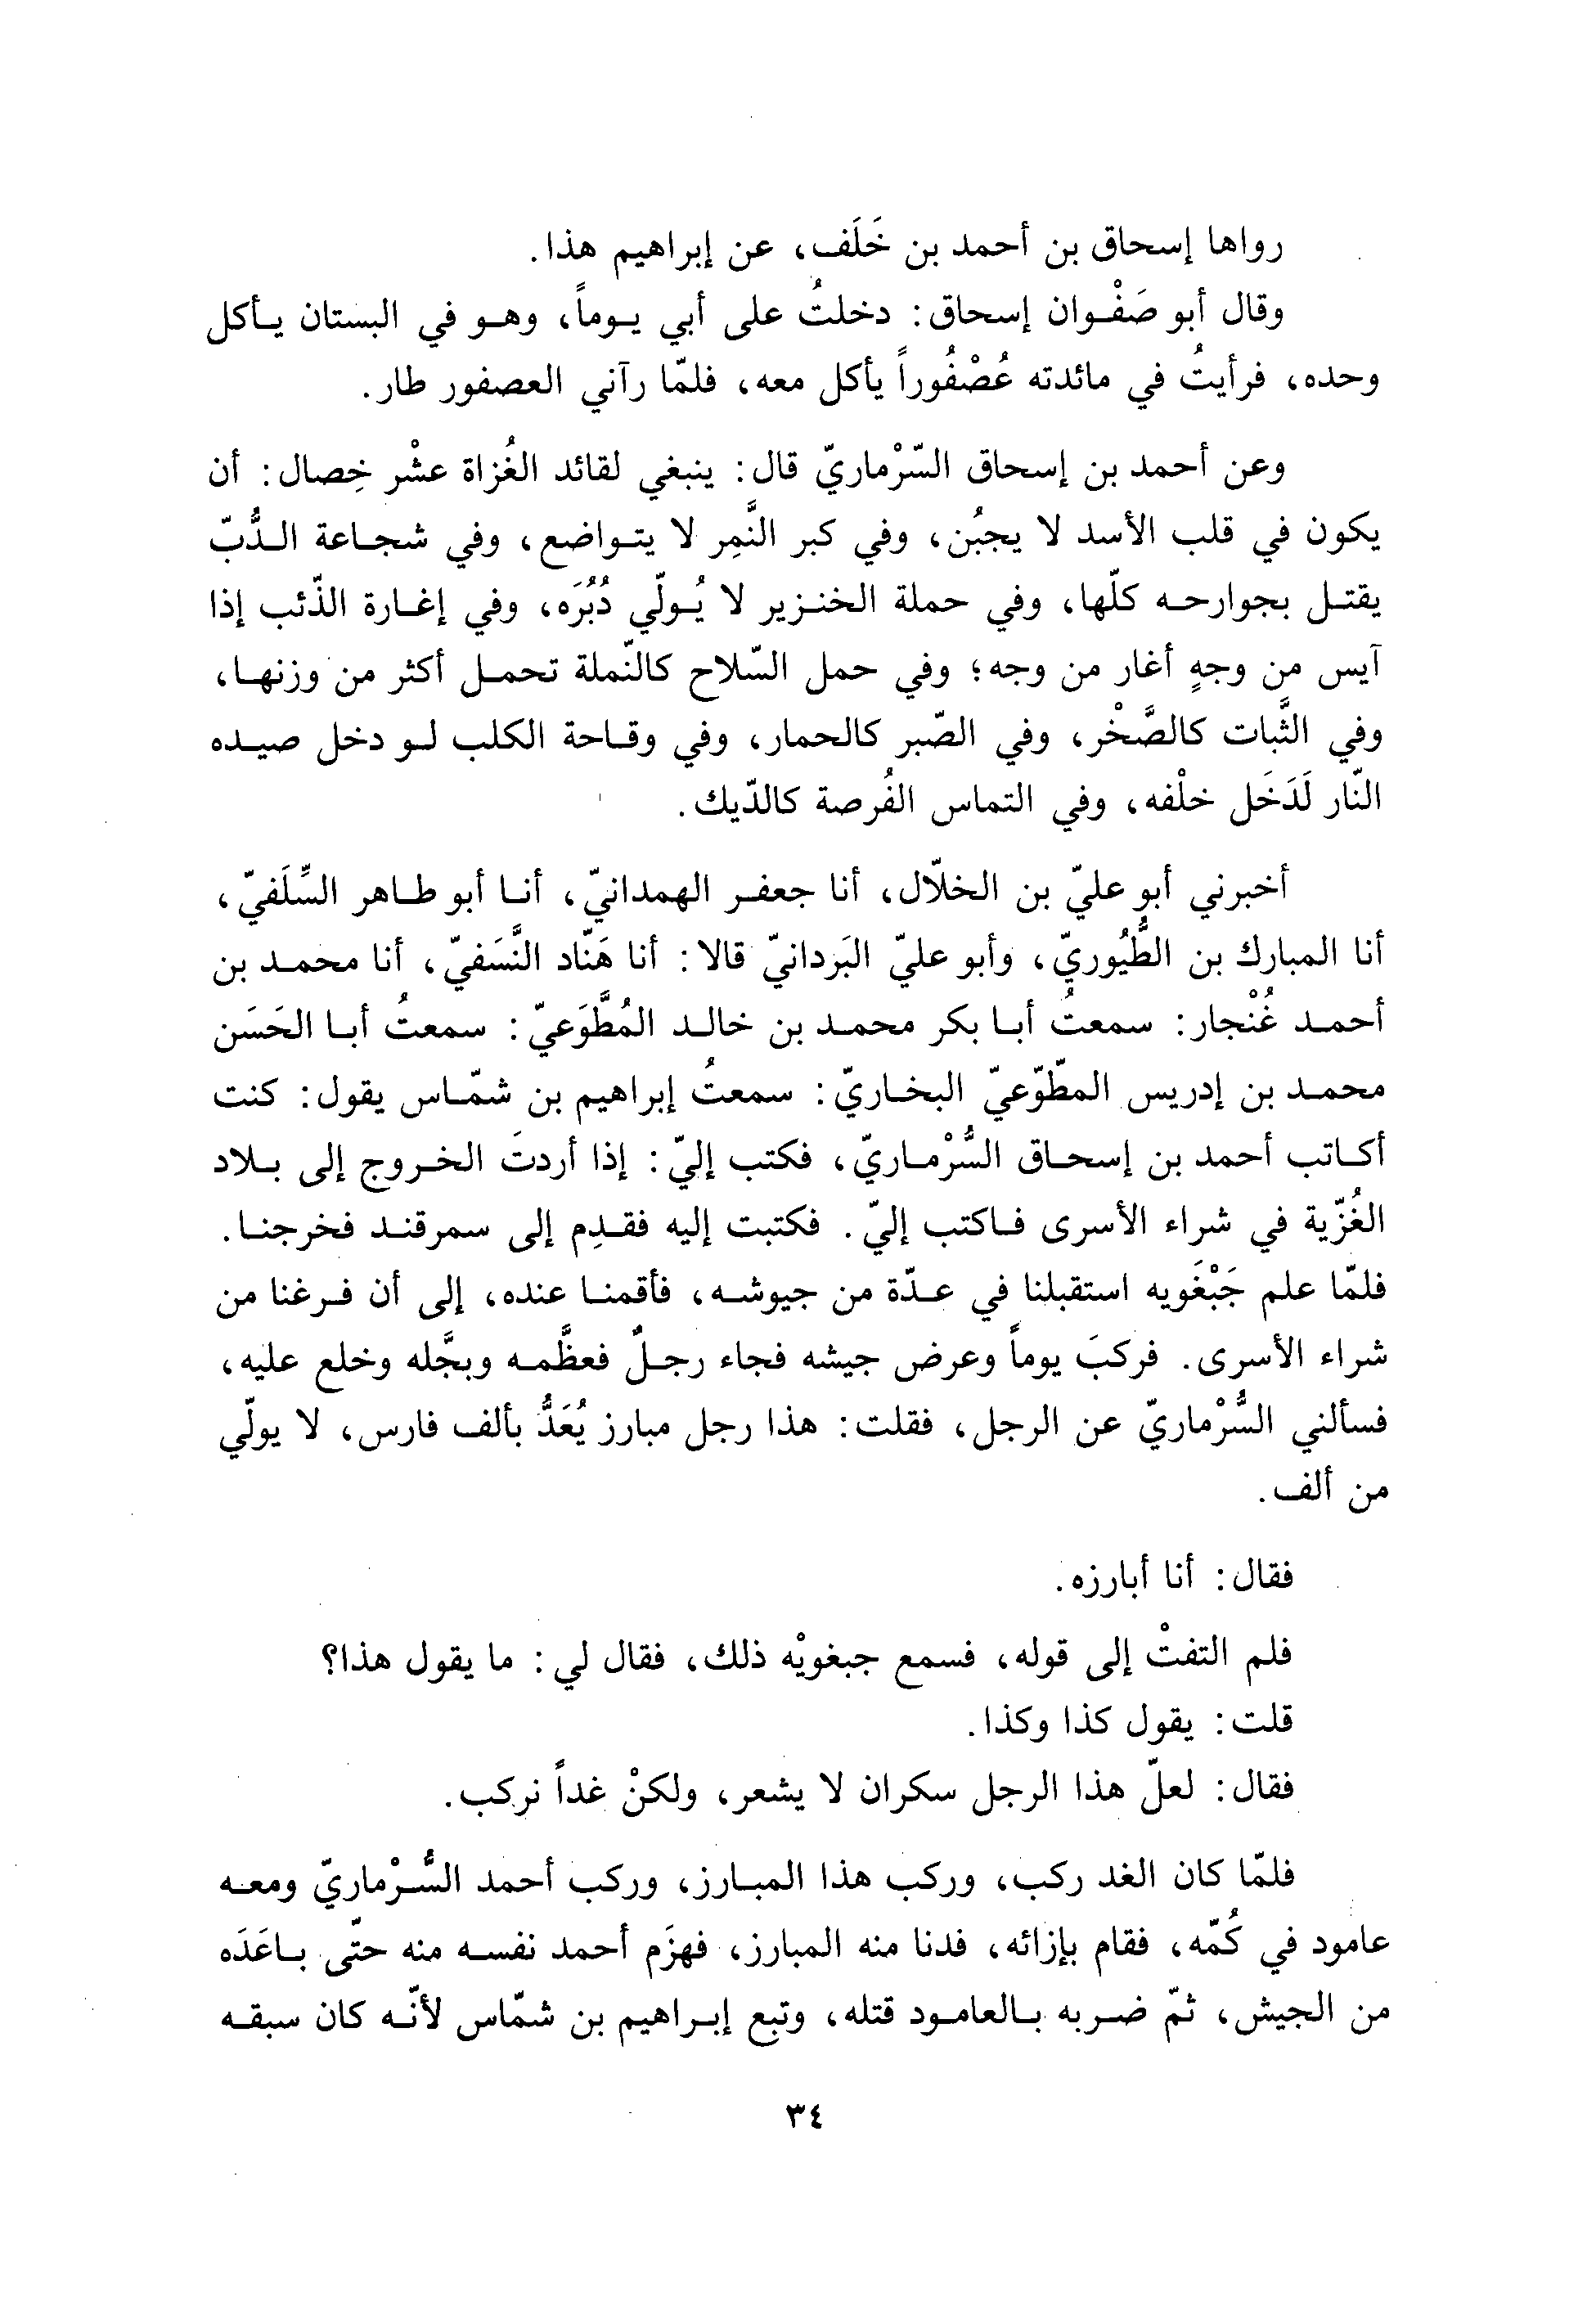 رواها إسحاق بن أحمد بن خَلَف، عن إبراهيم هذا.
وقال أبو صَفْوان إسحاق: دخلتُ على أبي يوماً، وهو في البستان يأكل
وحده، فرأيتُ في مائدته عُصْفُوراً يأكل معه، فلمّا رآني العصفور طار.
وعن أحمد بن إسحاق السّرْماريّ قال: ينبغي لقائد الغُزاة عشْر خِصال: أن
يكون في قلب الأسد لا يجبُن، وفي كبر النَّمِر لا يتواضع، وفي شجاعة الدُّبّ
يقتل بجوارحه كلّها، وفي حملة الخنزير لا يُولّي دُبُرَه، وفي إغارة الذّئب إذا
آيس من وجهٍ أغار من وجه؛ وفي حمل السّلاح كالنّملة تحمل أكثر من وزنها،
وفي الثَّبات كالصَّخْر، وفي الصّبر كالحمار، وفي وقاحة الكلب لو دخل صيده
النّار لَدَخَل خلْفه، وفي التماس الفُرصة كالدّيك.
أخبرني أبو عليّ بن الخلّال، أنا جعفر الهمدانيّ، أنا أبو طاهر السِّلَفيّ،
أنا المبارك بن الطُّيُوريّ، وأبو عليّ البَردانيّ قالا: أنا هَنّاد النَّسَفيّ، أنا محمد بن
أحمد غُنْجار: سمعتُ أبا بكر محمد بن خالد المُطَّوَعيّ: سمعتُ أبا الحَسَن
محمد بن إدريس المطّوّعيّ البخاريّ: سمعتُ إبراهيم بن شمّاس يقول: كنت
أكاتب أحمد بن إسحاق السُّرْماريّ، فكتب إليّ: إذا أردتَ الخروج إلى بلاد
الغُزّية في شراء الأسرى فاكتب إليّ. فكتبت إليه فقدِم إلى سمرقند فخرجنا.
فلمّا علم جَبْغَويه استقبلنا في عدّة من جيوشه، فأقمنا عنده، إلى أن فرغنا من
شراء الأسرى. فركبَ يوماً وعرض جيشه فجاء رجلٌ فعظَّمه وبجَّله وخلع عليه،
فسألني السُّرْماريّ عن الرجل، فقلت: هذا رجل مبارز يُعَدُّ بألف فارس، لا يولّي
من ألف.
فقال: أنا أبارزه.
فلم التفتْ إلى قوله، فسمع جبغويْه ذلك، فقال لي: ما يقول هذا؟
قلت: يقول كذا وكذا.
فقال: لعلّ هذا الرجل سكران لا يشعر، ولكنْ غداً نركب.
فلمّا كان الغد ركب، وركب هذا المبارز، وركب أحمد السُّرْماريّ ومعه
عامود في كُمّه، فقام بإزائه، فدنا منه المبارز، فهزَم أحمد نفسه منه حتّى باعَدَه
من الجيش، ثمّ ضربه بالعامود قتله، وتبع إبراهيم بن شمّاس لأنّه كان سبقه
٣٤